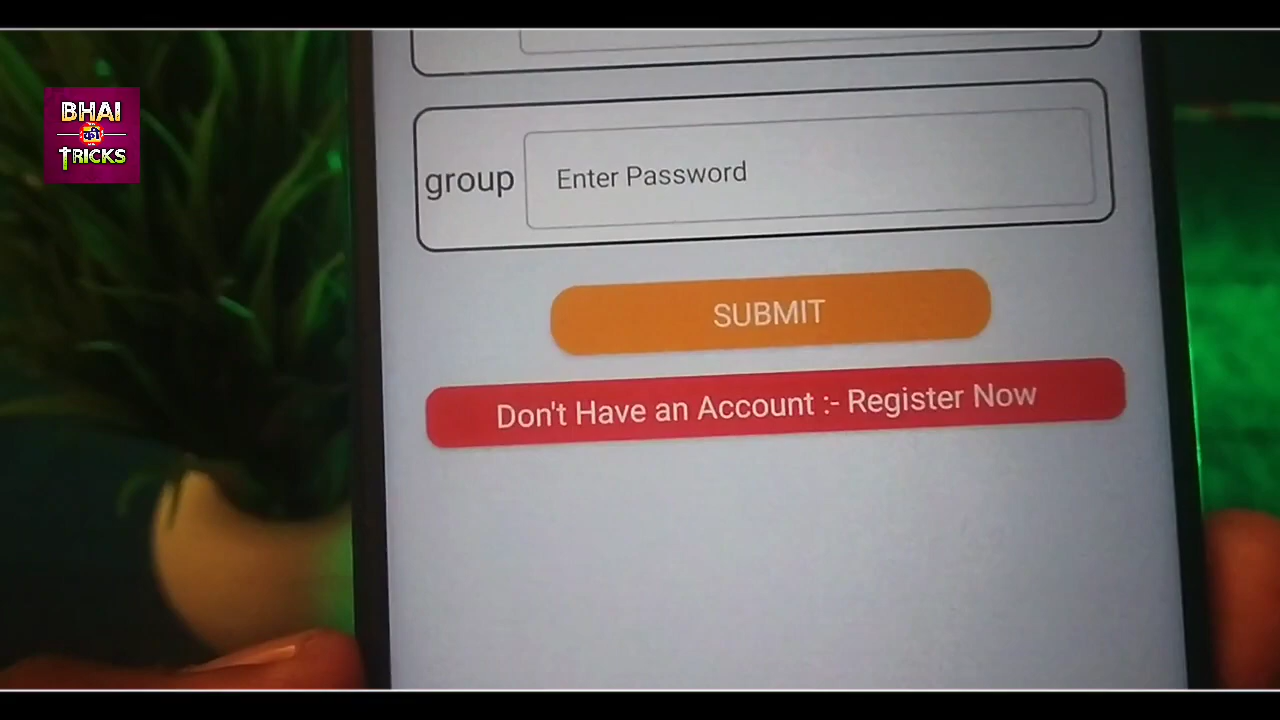 BHAI
की
TRICKS
group
Enter Password
SUBMIT
Don't Have an Account :- Register Now